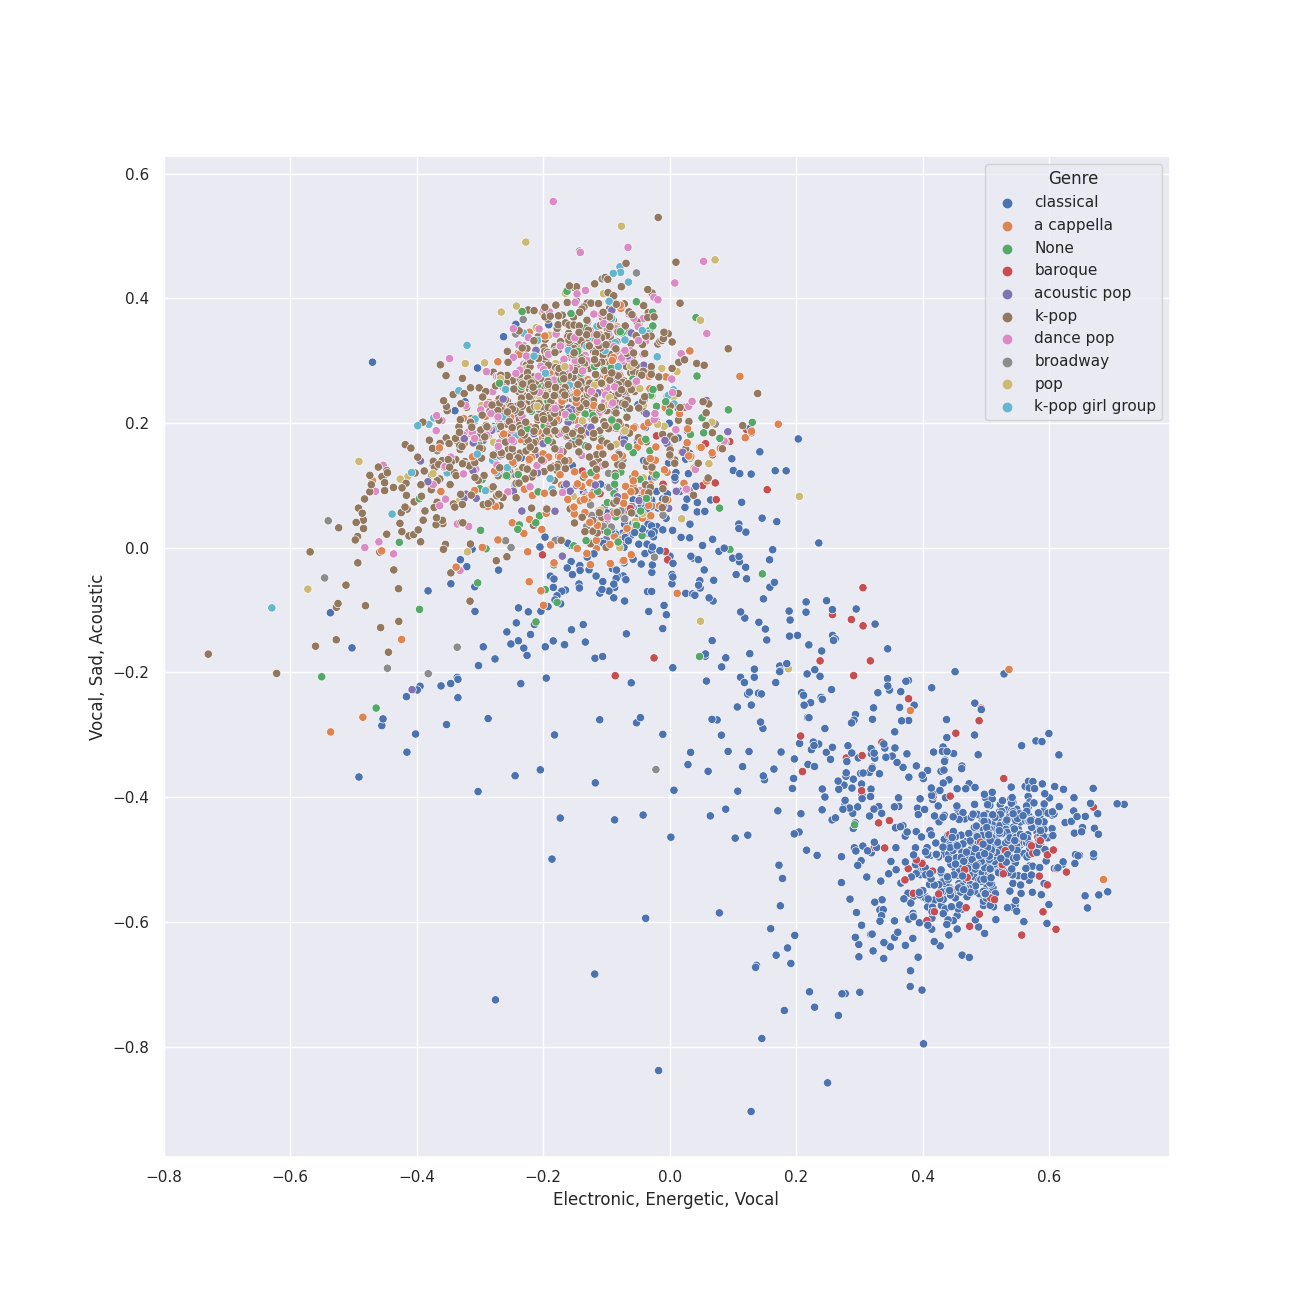 Genre
classical
a cappella
None
baroque
acoustic pop
k-pop
dance pop
broadway
pop
k-pop girl group
0.6
0.4
0.2
0.0
−0.2
−0.4
−0.6
−0.8
Vocal, Sad, Acoustic
−0.8
−0.6
−0.4
−0.2
0.0
0.2
0.4
0.6
Electronic, Energetic, Vocal